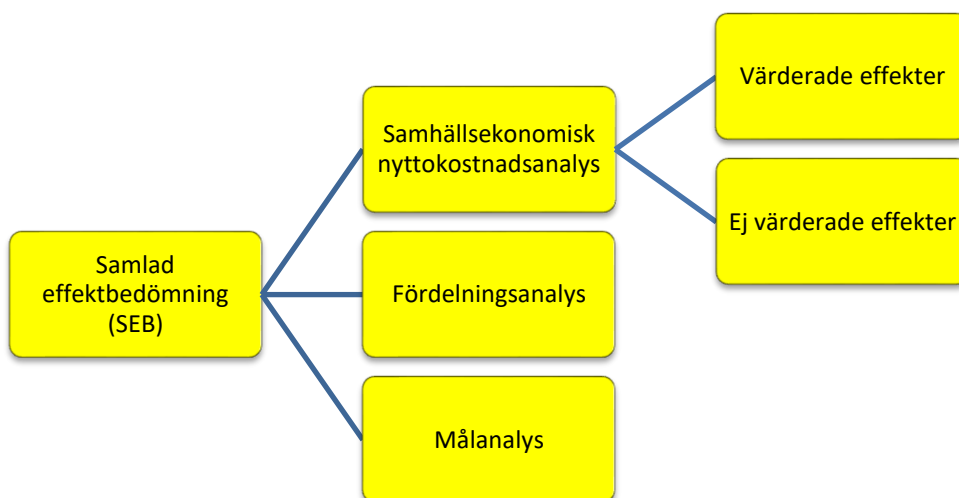 Samlad
effektbedömning
(SEB)
Samhällsekonomisk
nyttokostnadsanalys
Fördelningsanalys
Målanalys
Värderade effekter
Ej värderade effekter